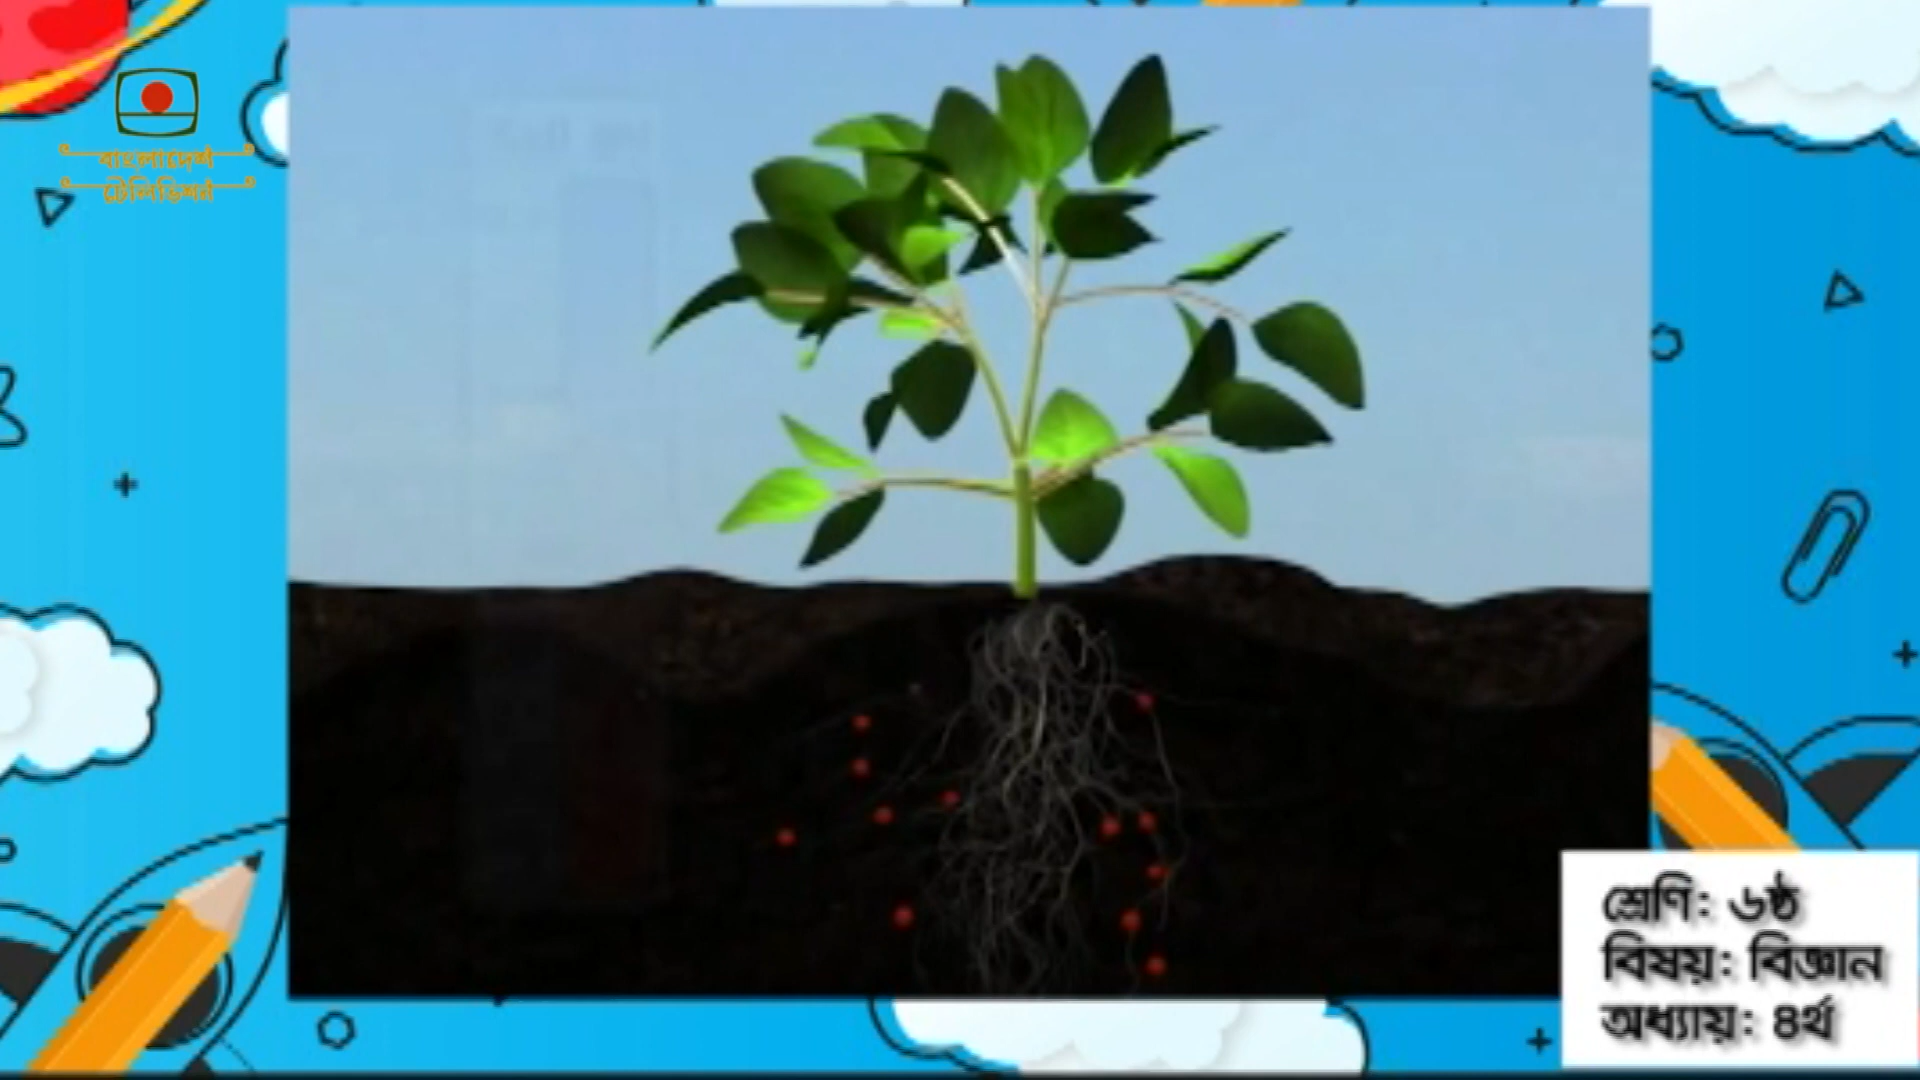 বাংলাদেশ
টেলিভিশন
শ্রেণি: ৬ষ্ঠ
বিষয়: বিজ্ঞান
অধ্যায়: ৪র্থ